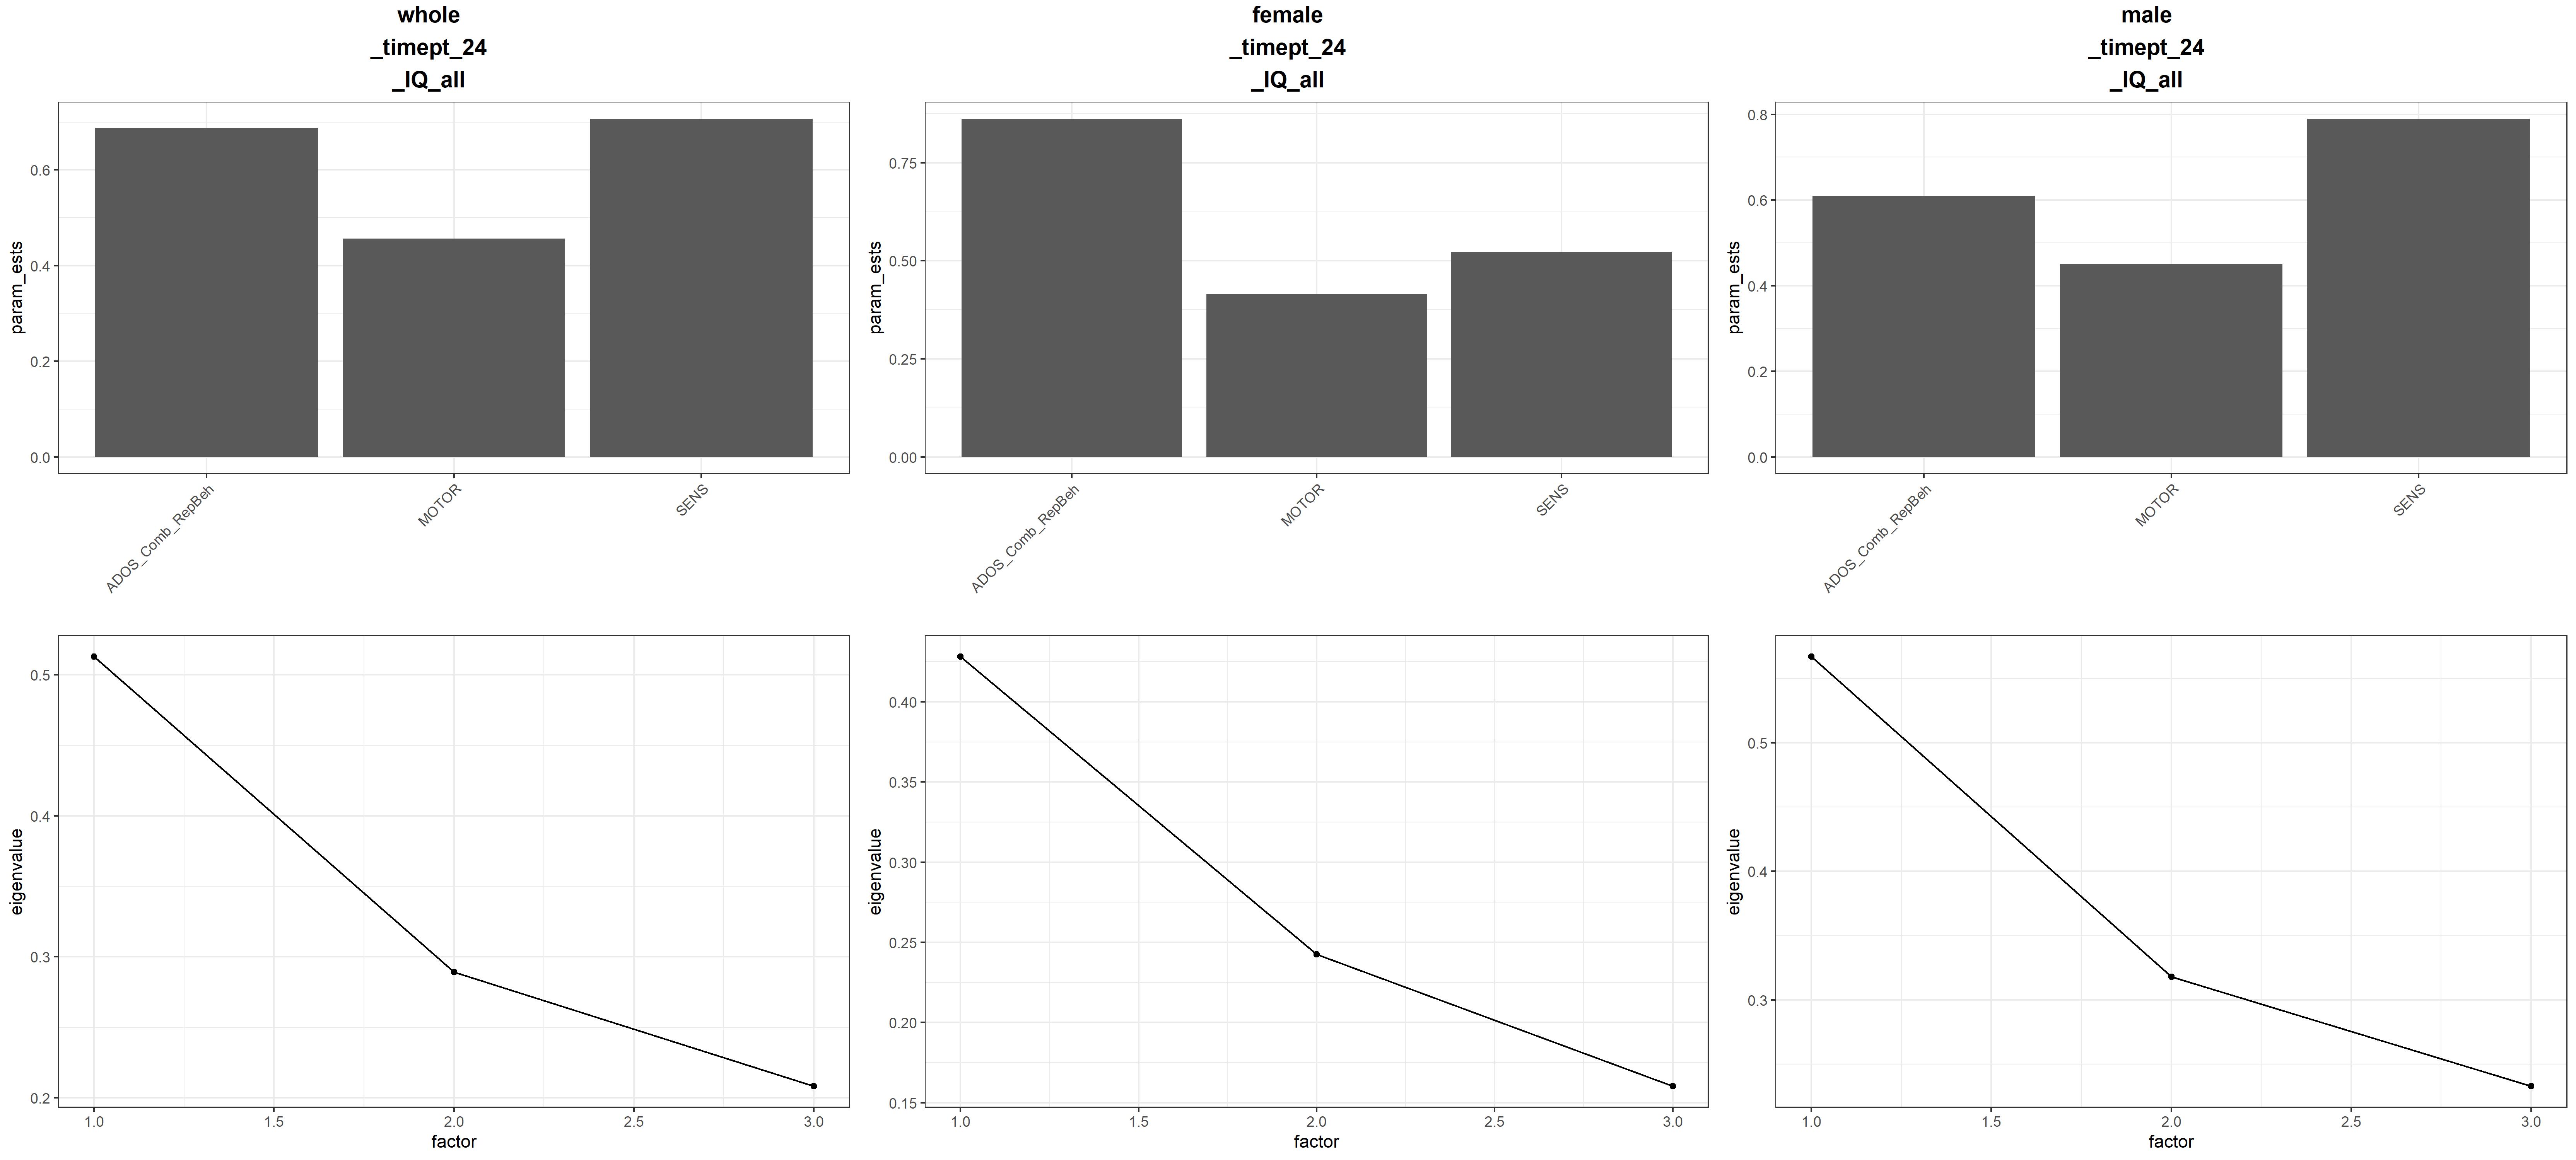 whole
_timept_24
_IQ_all
female
_timept_24
_IQ_all
male
_timept_24
_IQ_all
param_ests
0.6
0.4
0.2
0.0
ADOS_Comb_RepBeh
MOTOR
SENS
param_ests
0.75
0.50
0.25
0.00
ADOS_Comb_RepBeh
MOTOR
SENS
param_ests
0.8
0.6
0.4
0.2
0.0
ADOS_Comb_RepBeh
MOTOR
SENS
eigenvalue
0.5
0.4
0.3
0.2
1.0
1.5
2.0
2.5
3.0
factor
eigenvalue
0.40
0.35
0.30
0.25
0.20
0.15
1.0
1.5
2.0
2.5
3.0
factor
eigenvalue
0.5
0.4
0.3
1.0
1.5
2.0
2.5
3.0
factor